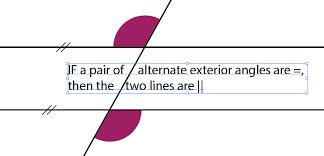 IF a pair of alternate exterior angles are =,
then the two lines are ||